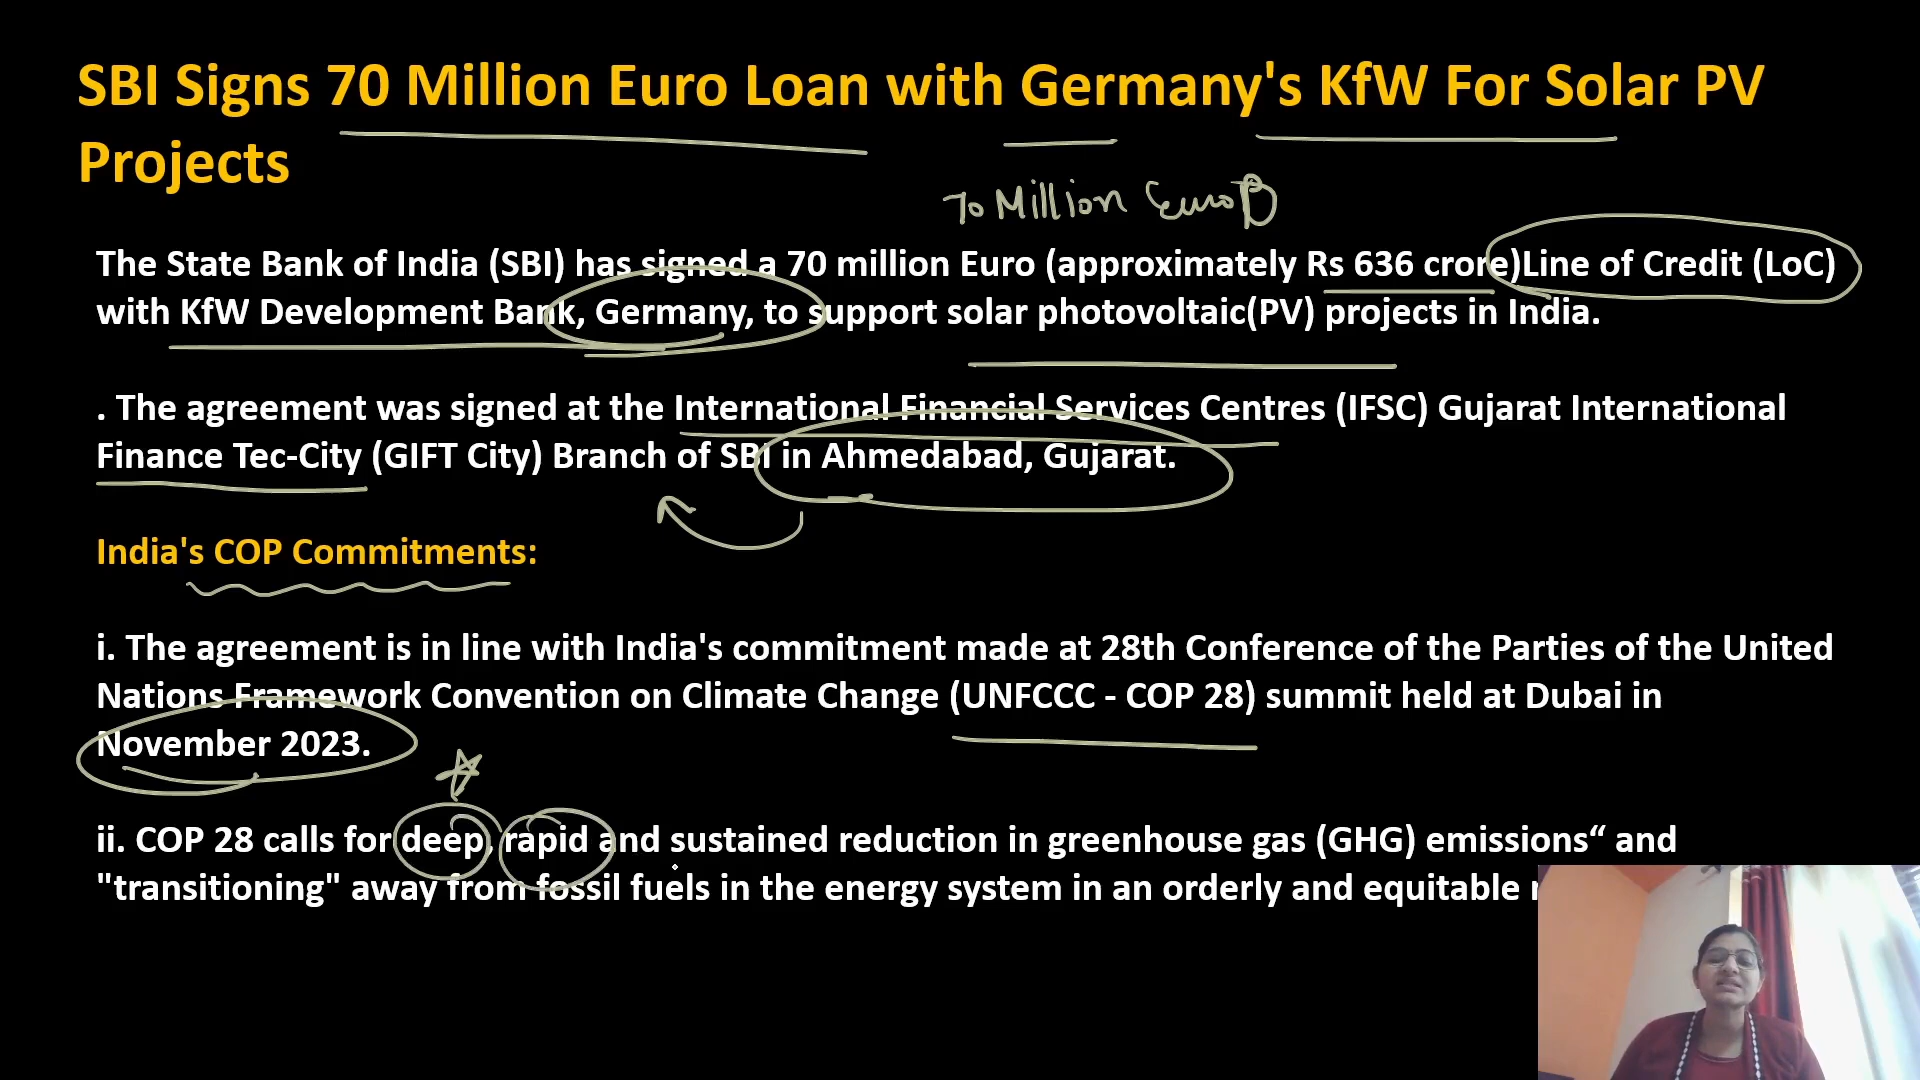 SBI Signs 70 Million Euro Loan with Germany's KfW For Solar PV
Projects
70 Million Euro
The State Bank of India (SBI) has signed a 70 million Euro (approximately Rs 636 crore)Line of Credit (LoC)
with KfW Development Bank, Germany, to support solar photovoltaic(PV) projects in India.
. The agreement was signed at the International Financial Services Centres (IFSC) Gujarat International
Finance Tec-City (GIFT City) Branch of SBI in Ahmedabad, Gujarat.
India's COP Commitments:
i. The agreement is in line with India's commitment made at 28th Conference of the Parties of the United
Nations Framework Convention on Climate Change (UNFCCC - COP 28) summit held at Dubai in
November 2023.
ii. COP 28 calls for deep, rapid and sustained reduction in greenhouse gas (GHG) emissions“ and
"transitioning" away from fossil fuels in the energy system in an orderly and equitable